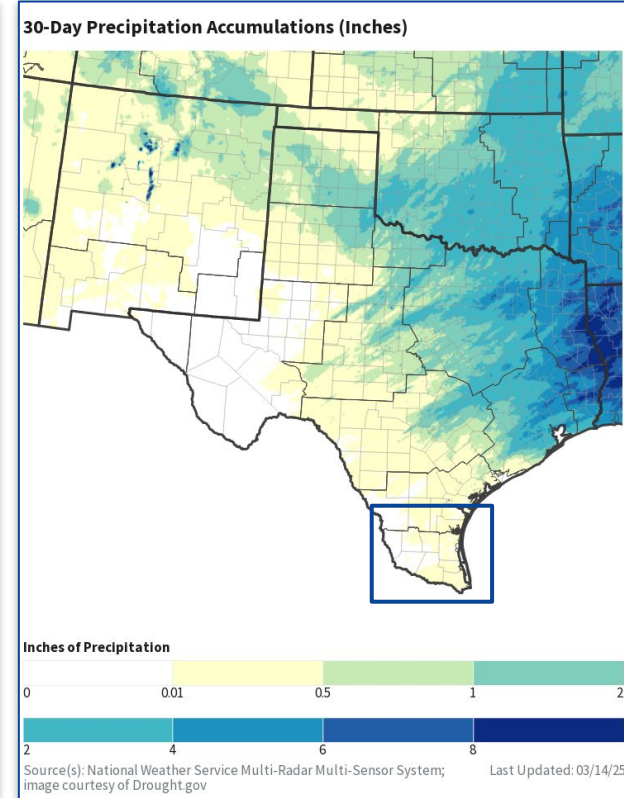 30-Day Precipitation Accumulations (Inches)
Inches of Precipitation
0 0.01 0.5 1 2
2 4 6 8
Source(s): National Weather Service Multi-Radar Multi-Sensor System; Last Updated: 03/14/25
image courtesy of Drought.gov